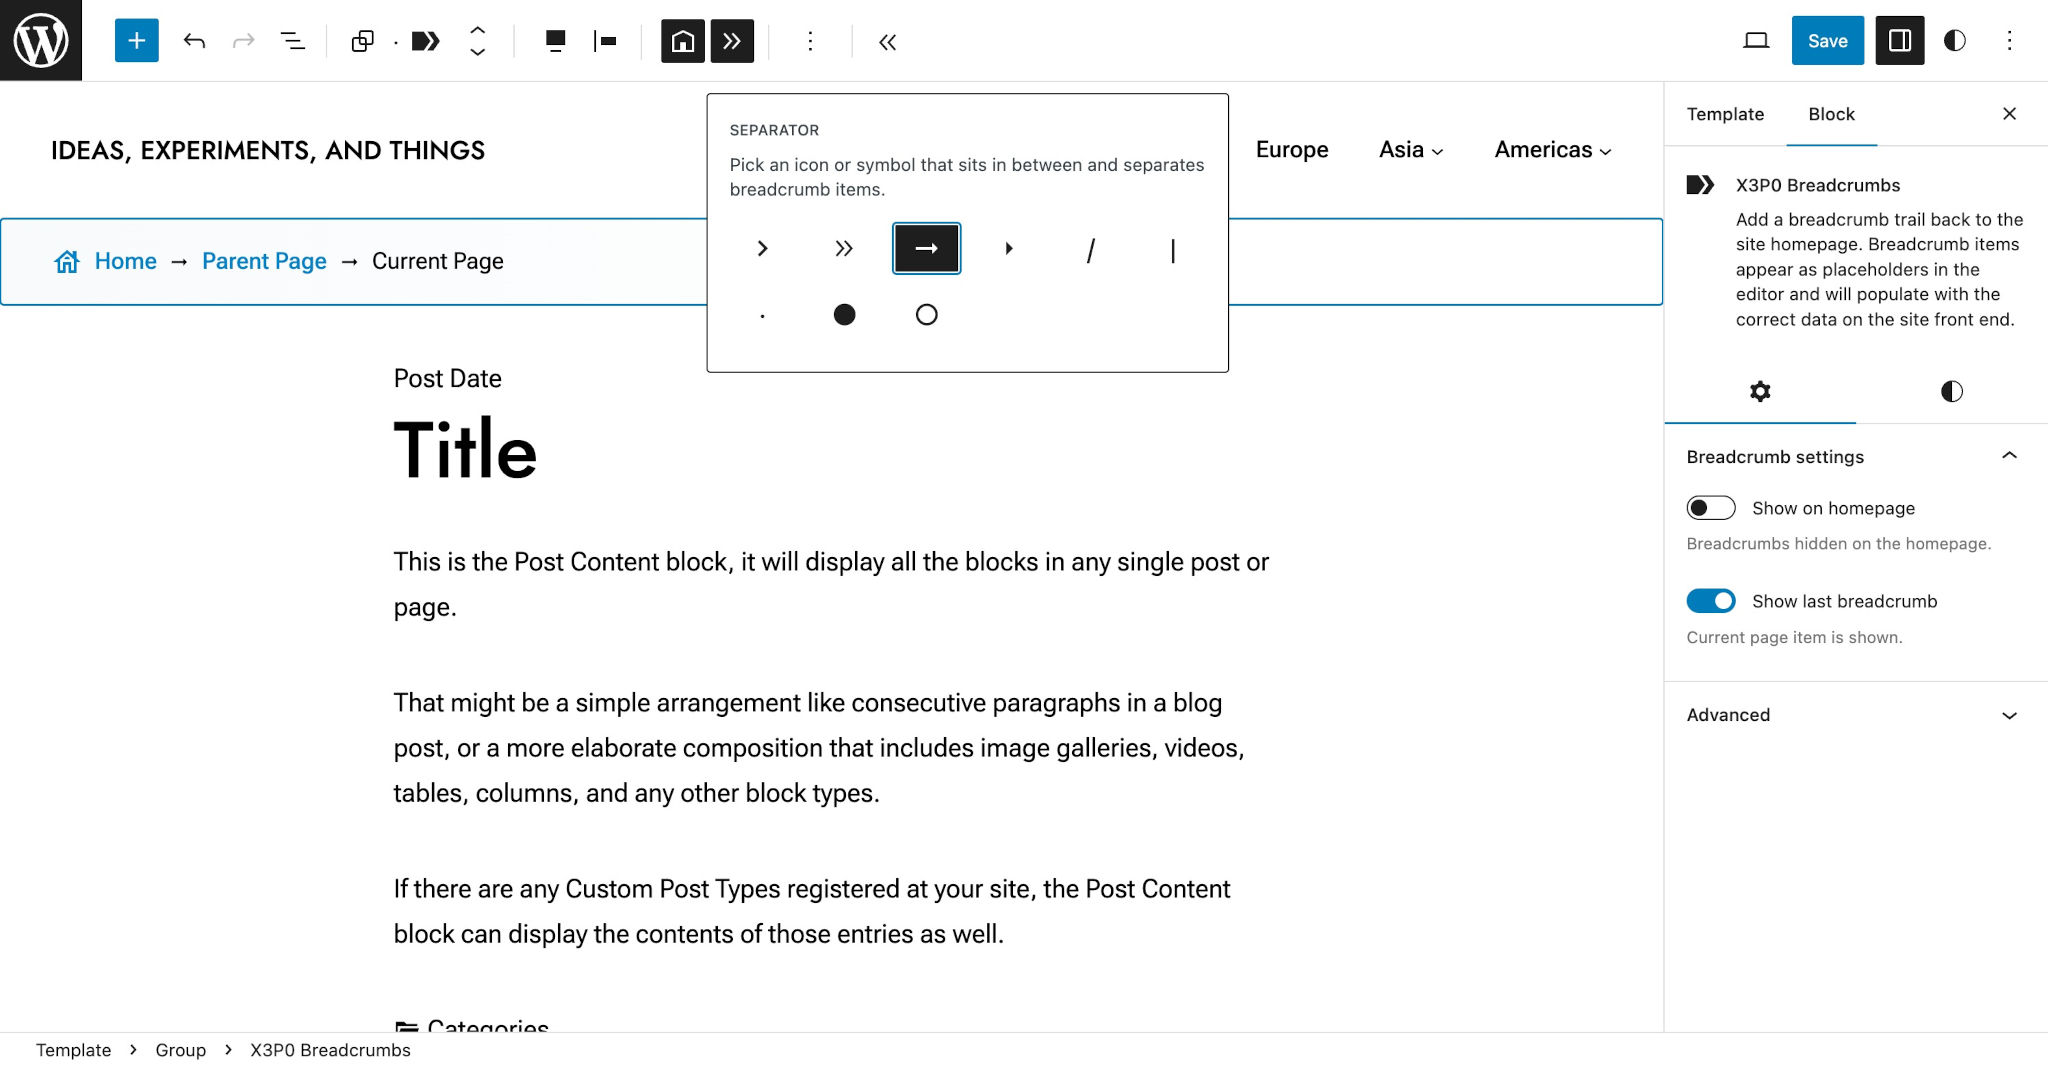 Save
IDEAS, EXPERIMENTS, AND THINGS
Europe
Asia
Americas
SEPARATOR
Pick an icon or symbol that sits in between and separates
breadcrumb items.
Home → Parent Page → Current Page
Post Date
Title
This is the Post Content block, it will display all the blocks in any single post or
page.
That might be a simple arrangement like consecutive paragraphs in a blog
post, or a more elaborate composition that includes image galleries, videos,
tables, columns, and any other block types.
If there are any Custom Post Types registered at your site, the Post Content
block can display the contents of those entries as well.
Categories
Template
Block
X3P0 Breadcrumbs
Add a breadcrumb trail back to the
site homepage. Breadcrumb items
appear as placeholders in the
editor and will populate with the
correct data on the site front end.
Breadcrumb settings
Show on homepage
Breadcrumbs hidden on the homepage.
Show last breadcrumb
Current page item is shown.
Advanced
Template > Group > X3P0 Breadcrumbs